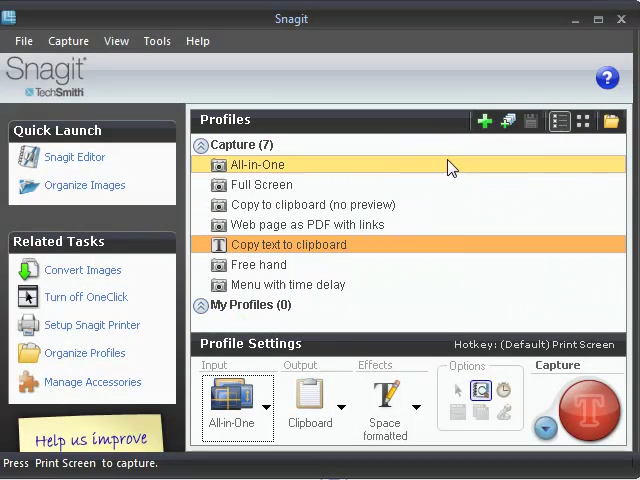 Snagit
File Capture View Tools Help
Snagit®
TechSmith
?
Quick Launch
Snagit Editor
Organize Images
Related Tasks
Convert Images
Turn off OneClick
Setup Snagit Printer
Organize Profiles
Manage Accessories
Help us improve
Profiles
Capture (7)
All-in-One
Full Screen
Copy to clipboard (no preview)
Web page as PDF with links
T Copy text to clipboard
Free hand
Menu with time delay
My Profiles (0)
Profile Settings
Hotkey: (Default) Print Screen
Input Output Effects Options Capture
All-in-One
Clipboard
Space
formatted
T
Press Print Screen to capture.